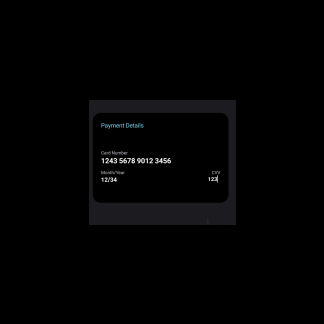 Payment Details
Card Number
1243 5678 9012 3456
Month/Year
CVV
12/34
123